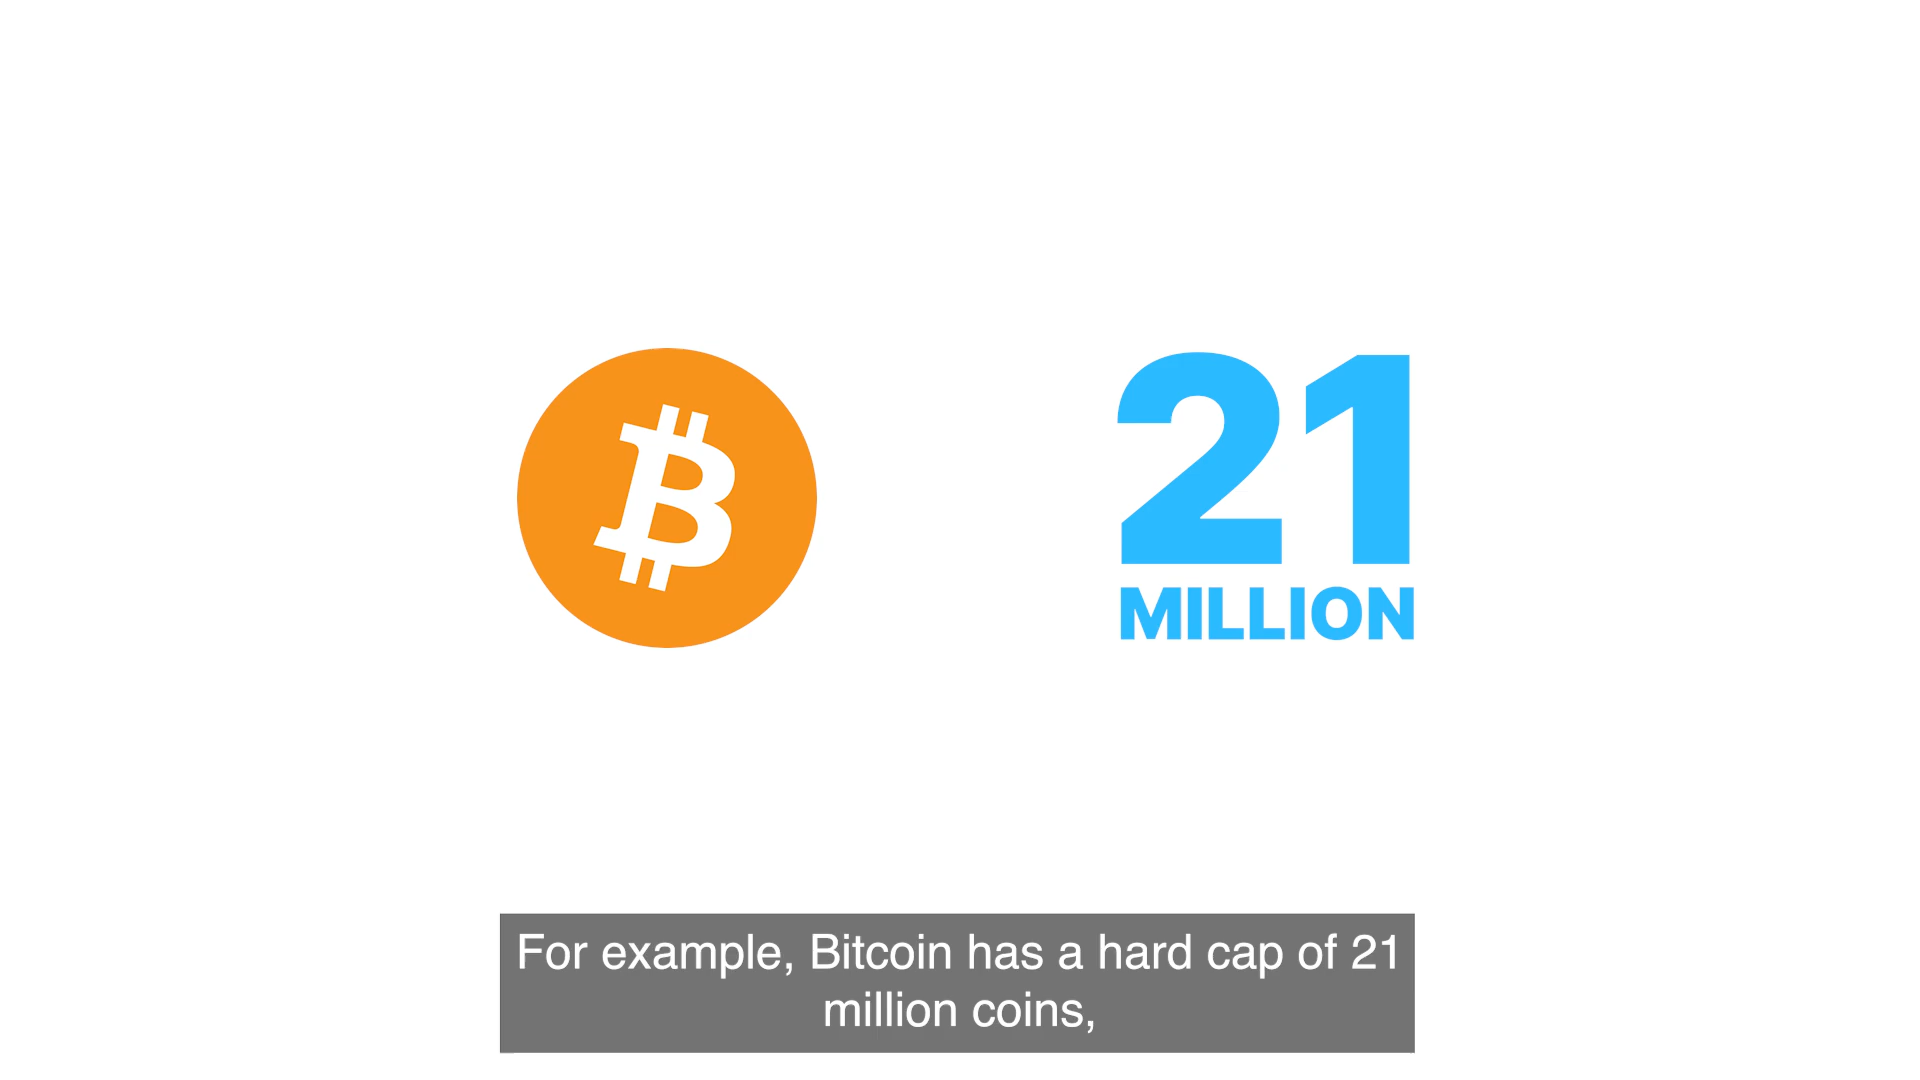 21
MILLION
For example, Bitcoin has a hard cap of 21
million coins,